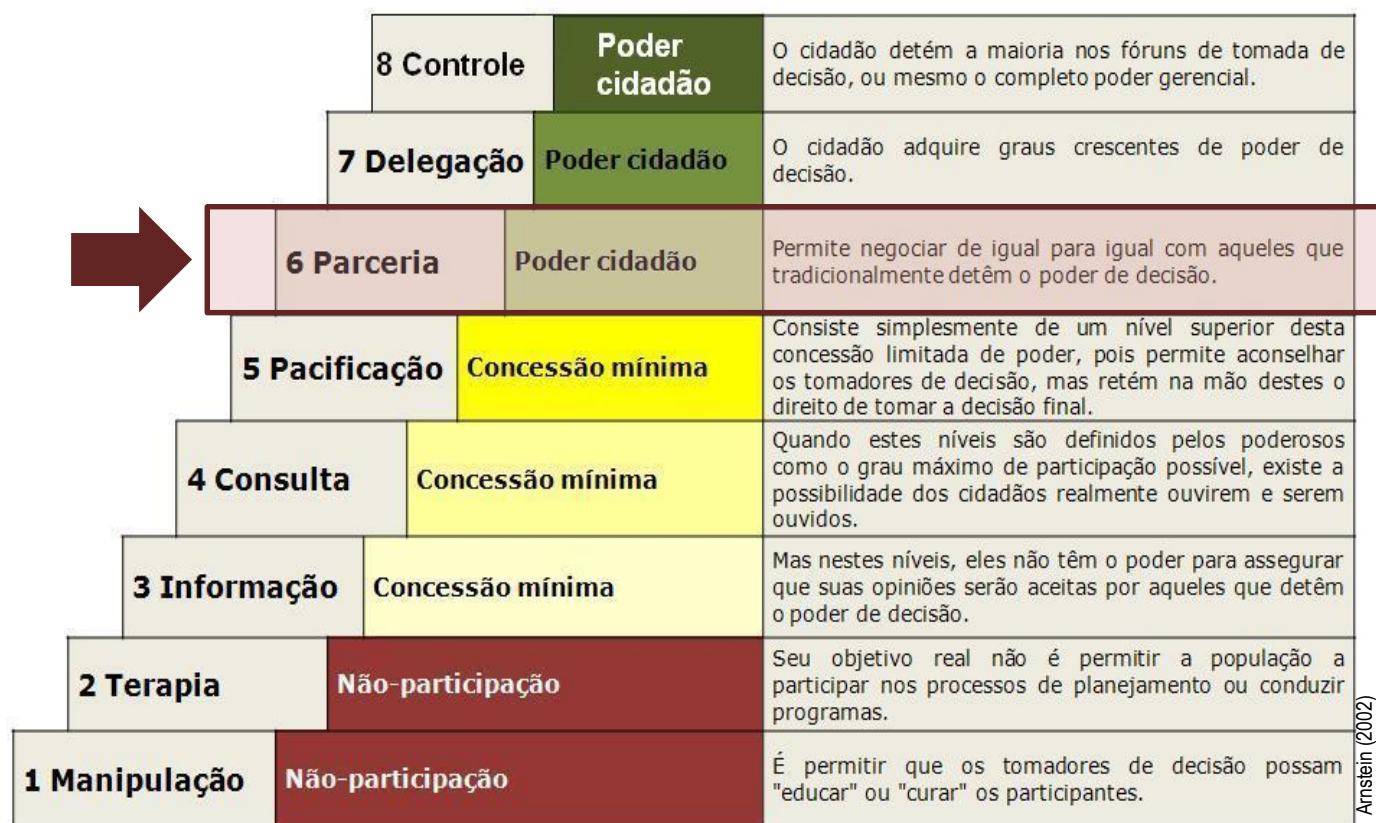 8 Controle
Poder
cidadão
O cidadão detém a maioria nos fóruns de tomada de
decisão, ou mesmo o completo poder gerencial.
7 Delegação
Poder cidadão
O cidadão adquire graus crescentes de poder de
decisão.
6 Parceria
Poder cidadão
Permite negociar de igual para igual com aqueles que
tradicionalmente detêm o poder de decisão.
5 Pacificação
Concessão mínima
Consiste simplesmente de um nível superior desta
concessão limitada de poder, pois permite aconselhar
os tomadores de decisão, mas retém na mão destes o
direito de tomar a decisão final.
4 Consulta
Concessão mínima
Quando estes níveis são definidos pelos poderosos
como o grau máximo de participação possível, existe a
possibilidade dos cidadãos realmente ouvirem e serem
ouvidos.
3 Informação
Concessão mínima
Mas nestes níveis, eles não têm o poder para assegurar
que suas opiniões serão aceitas por aqueles que detêm
o poder de decisão.
2 Terapia
Não-participação
Seu objetivo real não é permitir a população a
participar nos processos de planejamento ou conduzir
programas.
1 Manipulação
Não-participação
É permitir que os tomadores de decisão possam
"educar" ou "curar" os participantes.
Arnstein (2002)